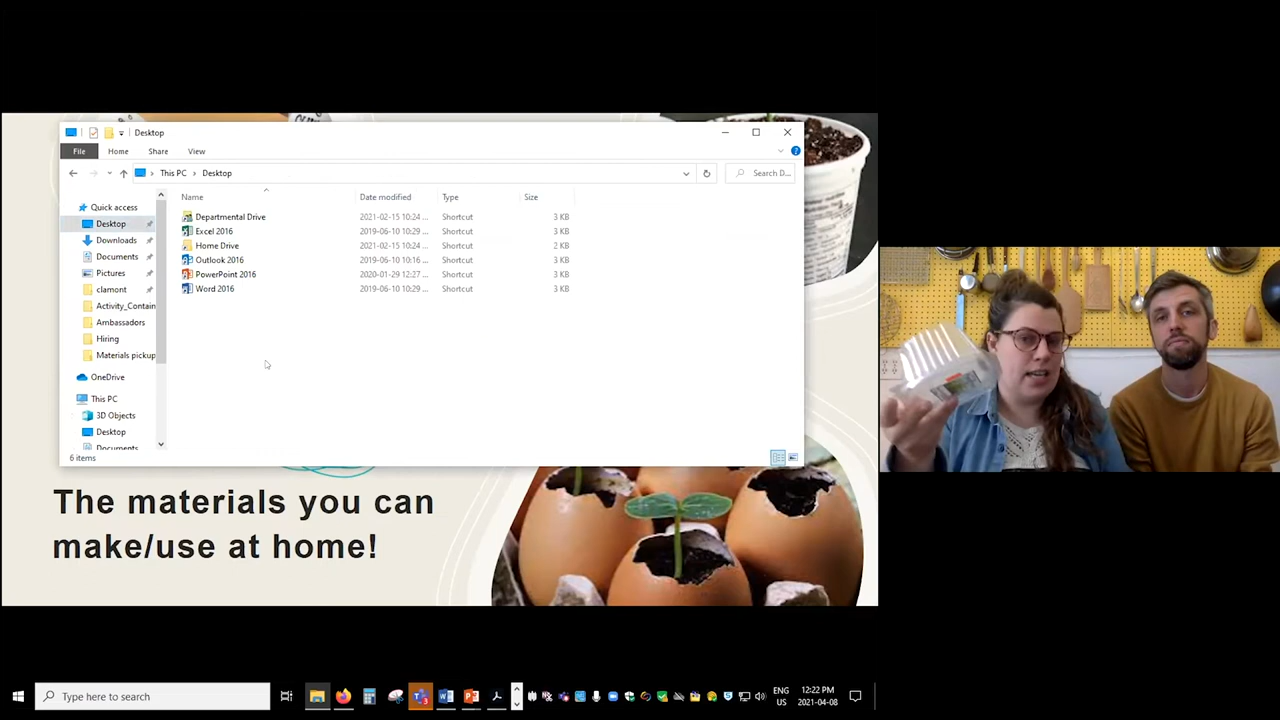 Desktop
File Home Share View
This PC Desktop Search D...
Name Date modified Type Size
Quick access
Desktop
Downloads
Documents
Pictures
clamont
Activity_Contain
Ambassadors
Hiring
Materials pickup
OneDrive
This PC
3D Objects
Desktop
Documents
Departmental Drive 2021-02-15 10:24 ... Shortcut 3 KB
Excel 2016 2019-06-10 10:29 ... Shortcut 3 KB
Home Drive 2021-02-15 10:24 ... Shortcut 2 KB
Outlook 2016 2019-06-10 10:16 ... Shortcut 3 KB
PowerPoint 2016 2020-01-29 12:27 ... Shortcut 3 KB
Word 2016 2019-06-10 10:29 ... Shortcut 3 KB
6 items
The materials you can
make/use at home!
Type here to search
ENG
US
12:22 PM
2021-04-08